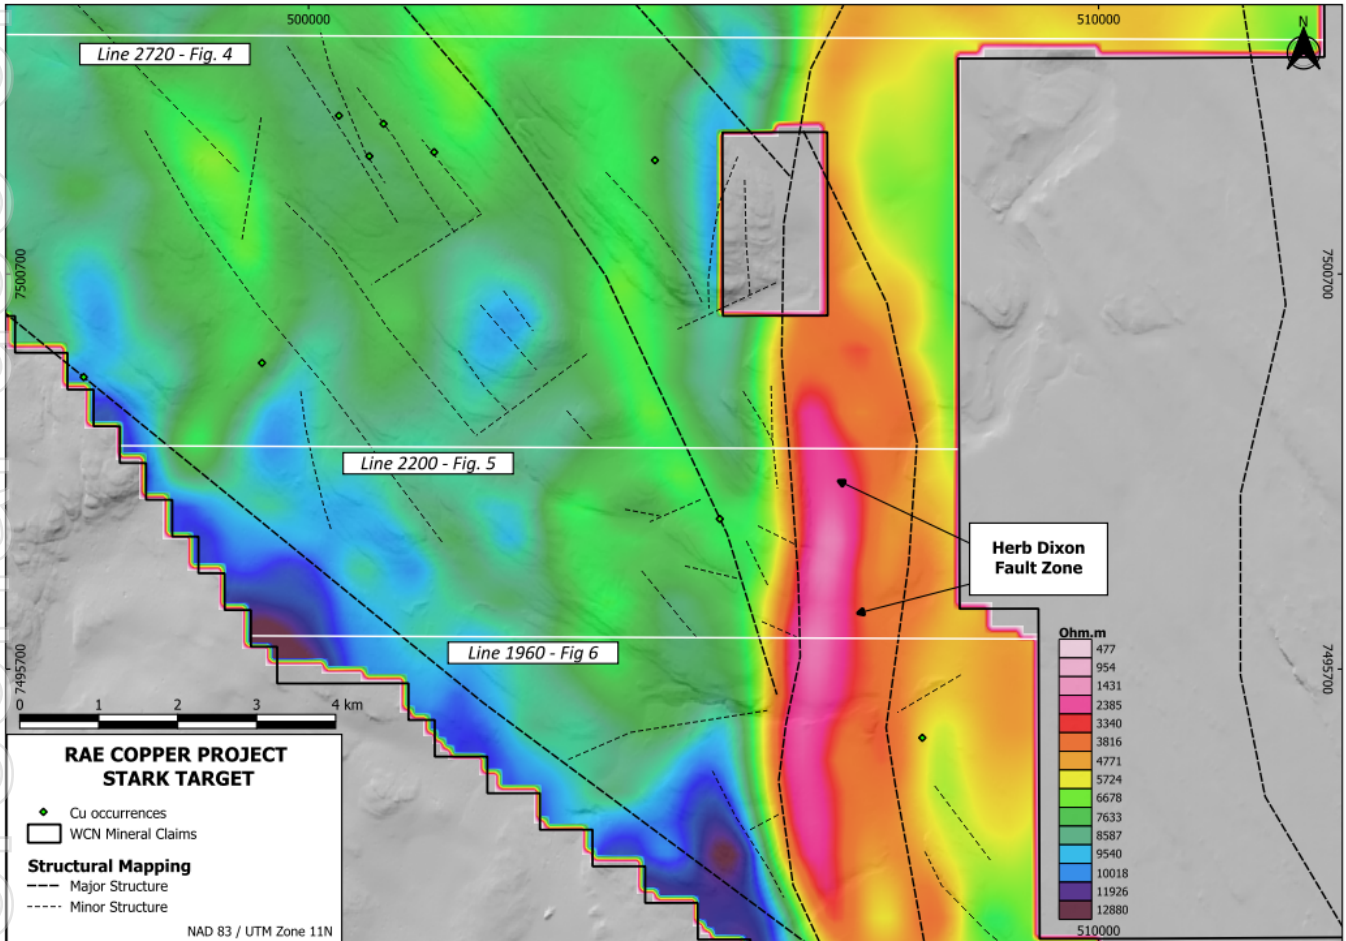 500000
510000
N
Line 2720 - Fig. 4
7500700
7500700
Line 2200 - Fig. 5
Herb Dixon
Fault Zone
Line 1960 - Fig 6
7495700
7495700
Ohm.m
477
954
1431
2385
3340
3816
4771
5724
6678
7633
8587
9540
10018
11926
12880
510000
0 1 2 3 4 km
RAE COPPER PROJECT
STARK TARGET
Cu occurrences
WCN Mineral Claims
Structural Mapping
Major Structure
Minor Structure
NAD 83 / UTM Zone 11N